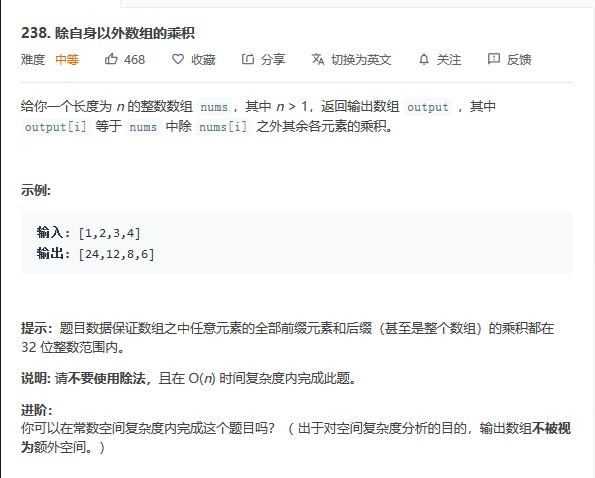 238. 除自身以外数组的乘积
难度 中等 468 收藏 分享 切换为英文 关注 反馈
给你一个长度为 n 的整数数组 nums，其中 n > 1，返回输出数组 output ，其中
output[i] 等于 nums 中除 nums[i] 之外其余各元素的乘积。
示例:
输入: [1,2,3,4]
输出: [24,12,8,6]
提示：题目数据保证数组之中任意元素的全部前缀元素和后缀（甚至是整个数组）的乘积都在
32 位整数范围内。
说明: 请不要使用除法，且在 O(n) 时间复杂度内完成此题。
进阶：
你可以在常数空间复杂度内完成这个题目吗？（ 出于对空间复杂度分析的目的，输出数组不被视
为额外空间。）